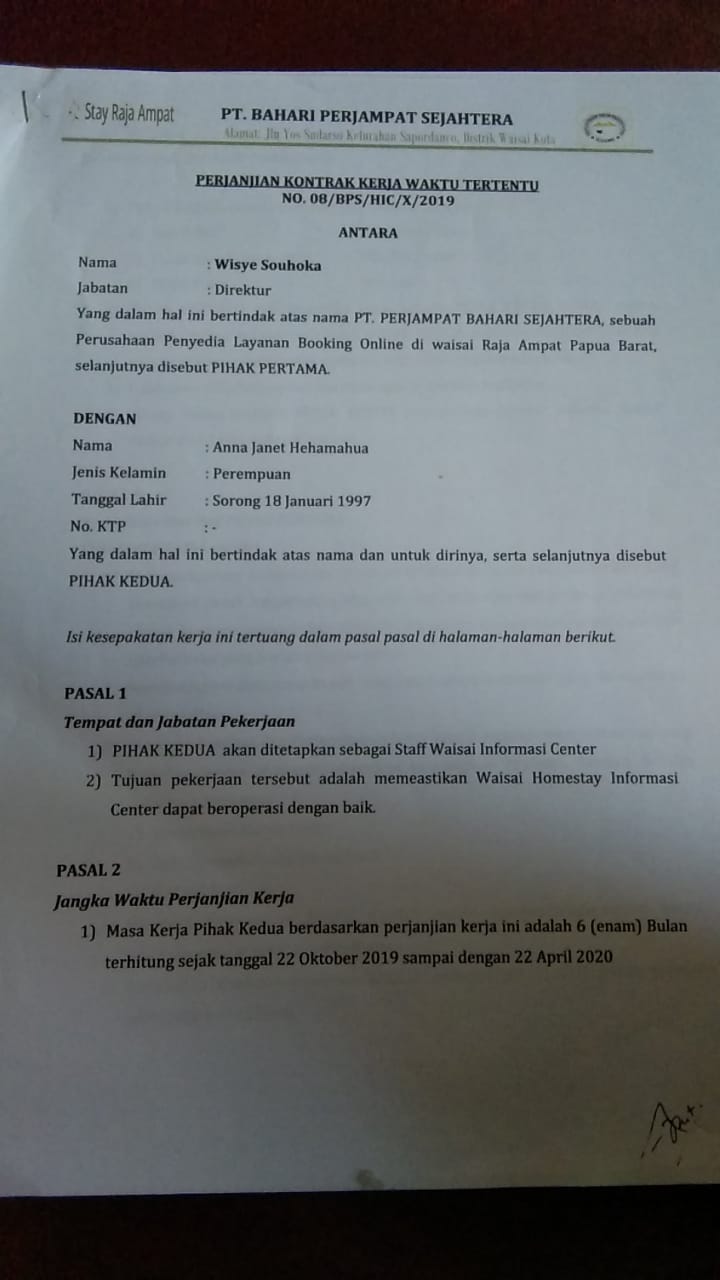 Stay Raja Ampat
PT. BAHARI PERJAMPAT SEJAHTERA
Alamat: Jln Yos Sudarso Kelurahan Sapordanco, Distrik Waisai Kota
PERJANJIAN KONTRAK KERJA WAKTU TERTENTU
NO. 08/BPS/HIC/X/2019
ANTARA
Nama : Wisye Souhoka
Jabatan : Direktur
Yang dalam hal ini bertindak atas nama PT. PERJAMPAT BAHARI SEJAHTERA, sebuah
Perusahaan Penyedia Layanan Booking Online di waisai Raja Ampat Papua Barat,
selanjutnya disebut PIHAK PERTAMA.
DENGAN
Nama : Anna Janet Hehamahua
Jenis Kelamin : Perempuan
Tanggal Lahir : Sorong 18 Januari 1997
No. KTP : -
Yang dalam hal ini bertindak atas nama dan untuk dirinya, serta selanjutnya disebut
PIHAK KEDUA.
Isi kesepakatan kerja ini tertuang dalam pasal pasal di halaman-halaman berikut.
PASAL 1
Tempat dan Jabatan Pekerjaan
1) PIHAK KEDUA akan ditetapkan sebagai Staff Waisai Informasi Center
2) Tujuan pekerjaan tersebut adalah memeastikan Waisai Homestay Informasi
Center dapat beroperasi dengan baik.
PASAL 2
Jangka Waktu Perjanjian Kerja
1) Masa Kerja Pihak Kedua berdasarkan perjanjian kerja ini adalah 6 (enam) Bulan
terhitung sejak tanggal 22 Oktober 2019 sampai dengan 22 April 2020